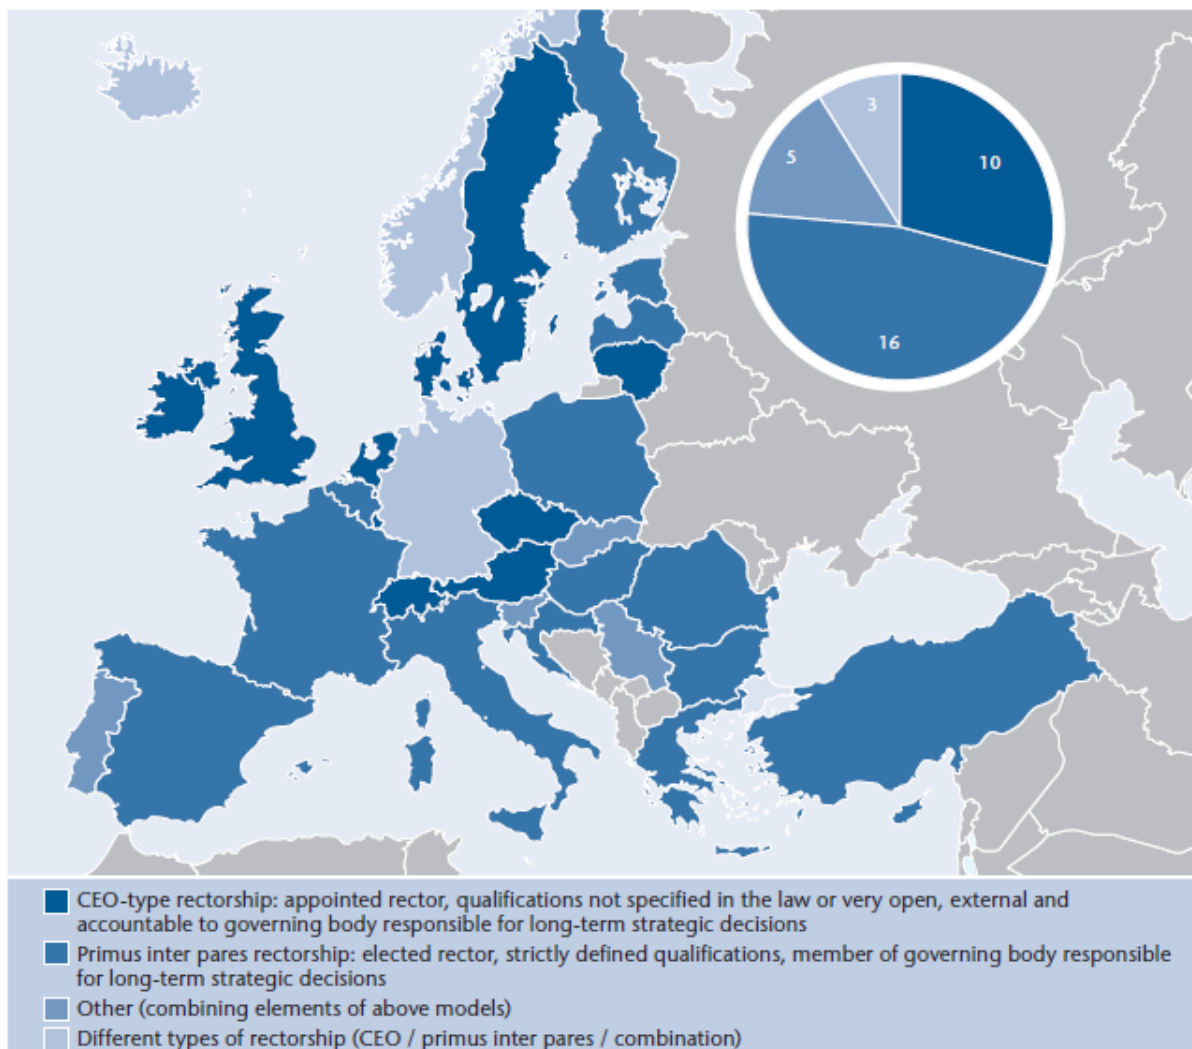 3
5
10
16
CEO-type rectorship: appointed rector, qualifications not specified in the law or very open, external and
accountable to governing body responsible for long-term strategic decisions
Primus inter pares rectorship: elected rector, strictly defined qualifications, member of governing body responsible
for long-term strategic decisions
Other (combining elements of above models)
Different types of rectorship (CEO / primus inter pares / combination)